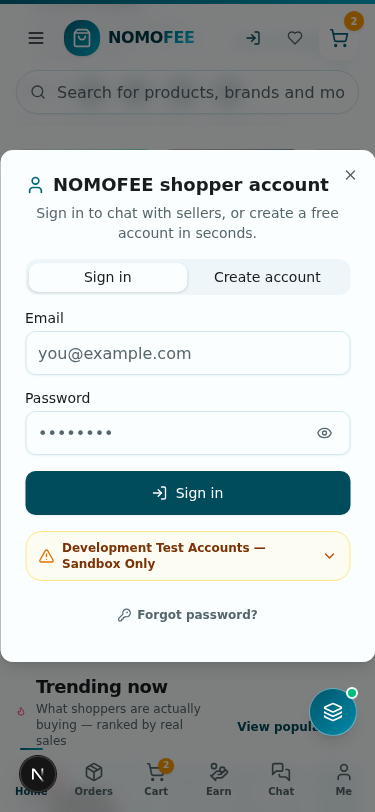 2
NOMOFEE
Search for products, brands and mo
NOMOFEE shopper account
Sign in to chat with sellers, or create a free
account in seconds.
Sign in
Create account
Email
you@example.com
Password
••••••••
Sign in
Development Test Accounts —
Sandbox Only
Forgot password?
Trending now
What shoppers are actually
buying — ranked by real
sales
View popula
N
2
Home
Orders
Cart
Earn
Chat
Me